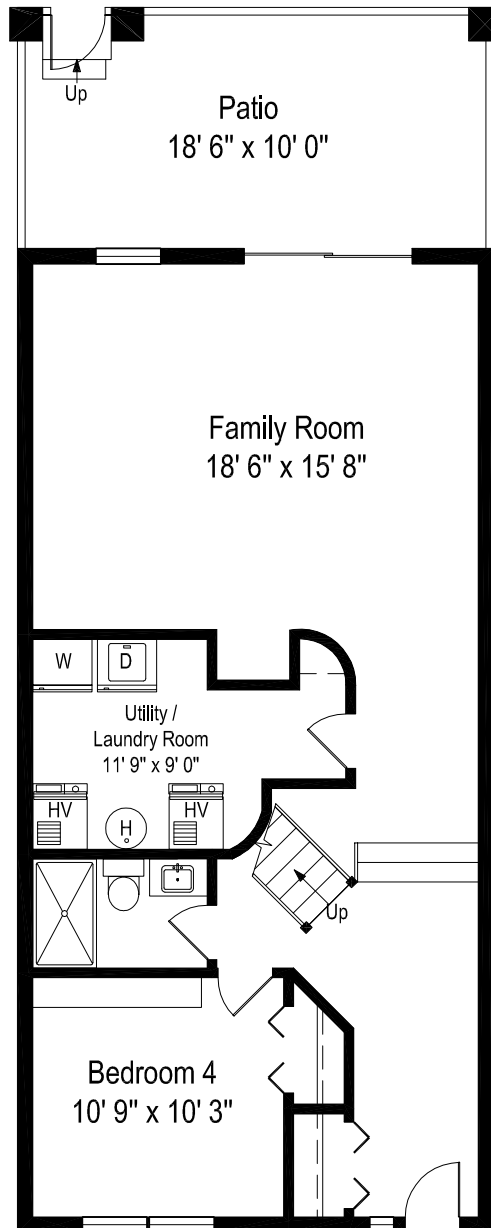 Up
Patio
18' 6" x 10' 0"
Family Room
18' 6" x 15' 8"
W
D
Utility /
Laundry Room
11' 9" x 9' 0"
HV
H
HV
Up
Bedroom 4
10' 9" x 10' 3"